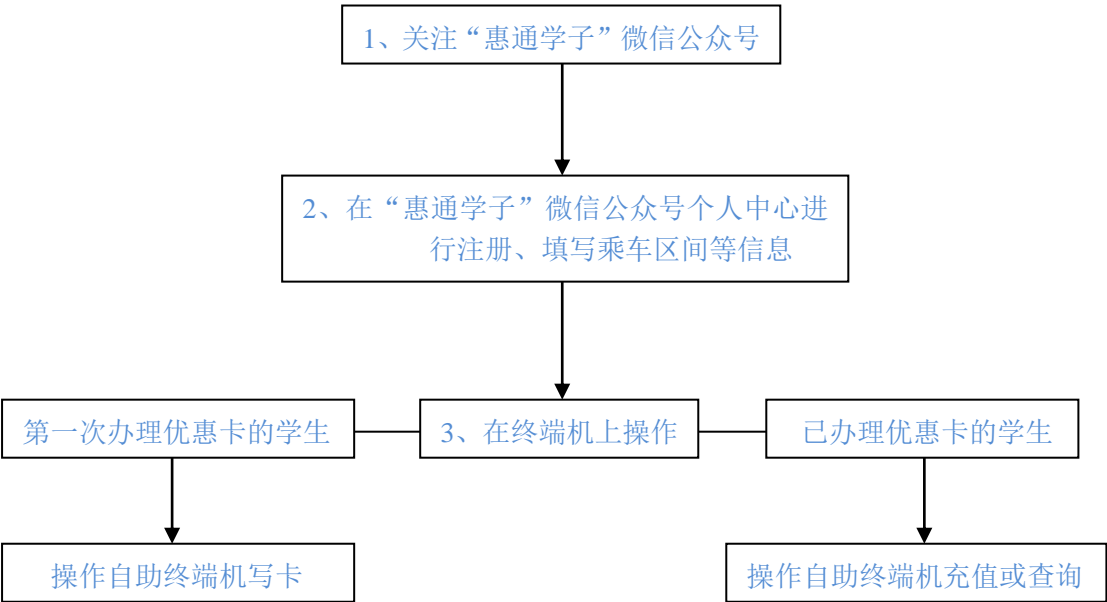 1、关注“惠通学子”微信公众号
2、在“惠通学子”微信公众号个人中心进
行注册、填写乘车区间等信息
第一次办理优惠卡的学生
3、在终端机上操作
已办理优惠卡的学生
操作自助终端机写卡
操作自助终端机充值或查询